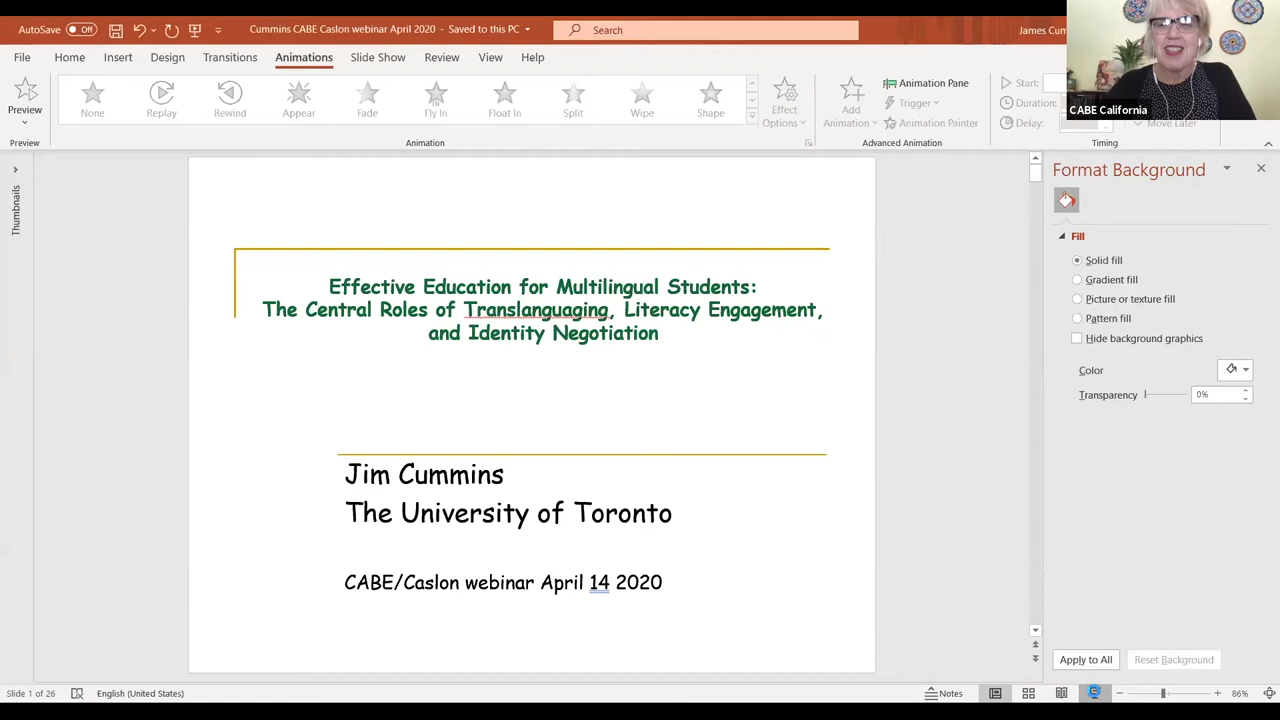 AutoSave Off
Cummins CABE Caslon webinar April 2020 - Saved to this PC
Search
James Cum
File Home Insert Design Transitions Animations Slide Show Review View Help
Preview
None Replay Rewind Appear Fade Fly In Float In Split Wipe Shape
Effect Options
Add Animation
Animation Pane
Trigger
Animation Painter
Start:
Duration:
Delay:
Move Later
CABE California
Preview Animation Advanced Animation Timing
Thumbnails
Effective Education for Multilingual Students:
The Central Roles of Translanguaging, Literacy Engagement,
and Identity Negotiation
Jim Cummins
The University of Toronto
CABE/Caslon webinar April 14 2020
Format Background
Fill
Solid fill
Gradient fill
Picture or texture fill
Pattern fill
Hide background graphics
Color
Transparency 0%
Apply to All Reset Background
Slide 1 of 26 English (United States) Notes 86%